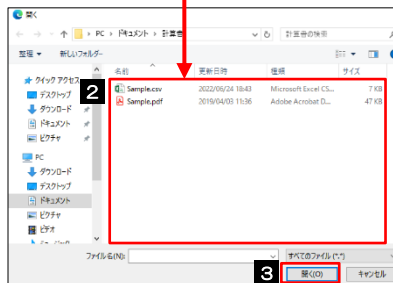 開く
PC › ドキュメント › 計算書
計算書の検索
整理 ▼ 新しいフォルダー
名前 更新日時 種類 サイズ
クイック アクセス
デスクトップ
ダウンロード
ドキュメント
ピクチャ
PC
ダウンロード
デスクトップ
ドキュメント
ピクチャ
ビデオ
2
Sample.csv 2022/06/24 18:43 Microsoft Excel CS... 7 KB
Sample.pdf 2019/04/03 11:36 Adobe Acrobat D... 47 KB
ファイル名(N): すべてのファイル (*.*)
3
開く(O) キャンセル